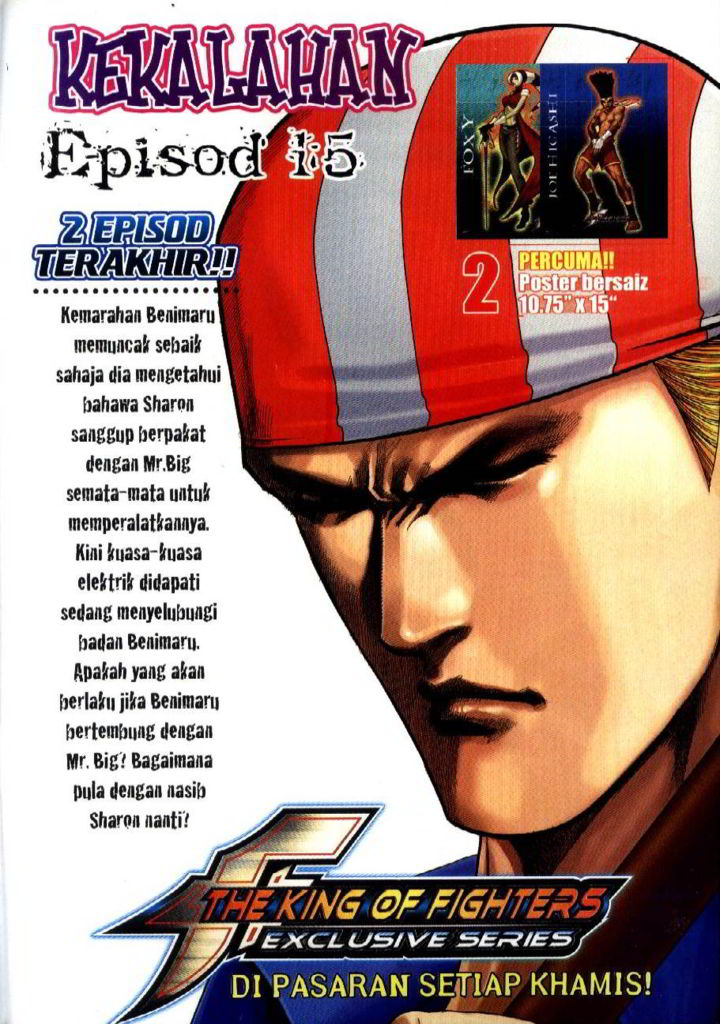 KEKALAHAN
Episod 15
2 EPISOD
TERAKHIR!!
Kemarahan Benimaru
memuncak sebaik
sahaja dia mengetahui
bahawa Sharon
sanggup berpakat
dengan Mr.Big
semata-mata untuk
memperalatkannya.
Kini kuasa-kuasa
elektrik didapati
sedang menyelubungi
badan Benimaru.
Apakah yang akan
berlaku jika Benimaru
bertembung dengan
Mr. Big? Bagaimana
pula dengan nasib
Sharon nanti?
FOXY
JOE HIGASHI
2
PERCUMA!!
Poster bersaiz
10.75" x 15"
THE KING OF FIGHTERS
EXCLUSIVE SERIES
DI PASARAN SETIAP KHAMIS!